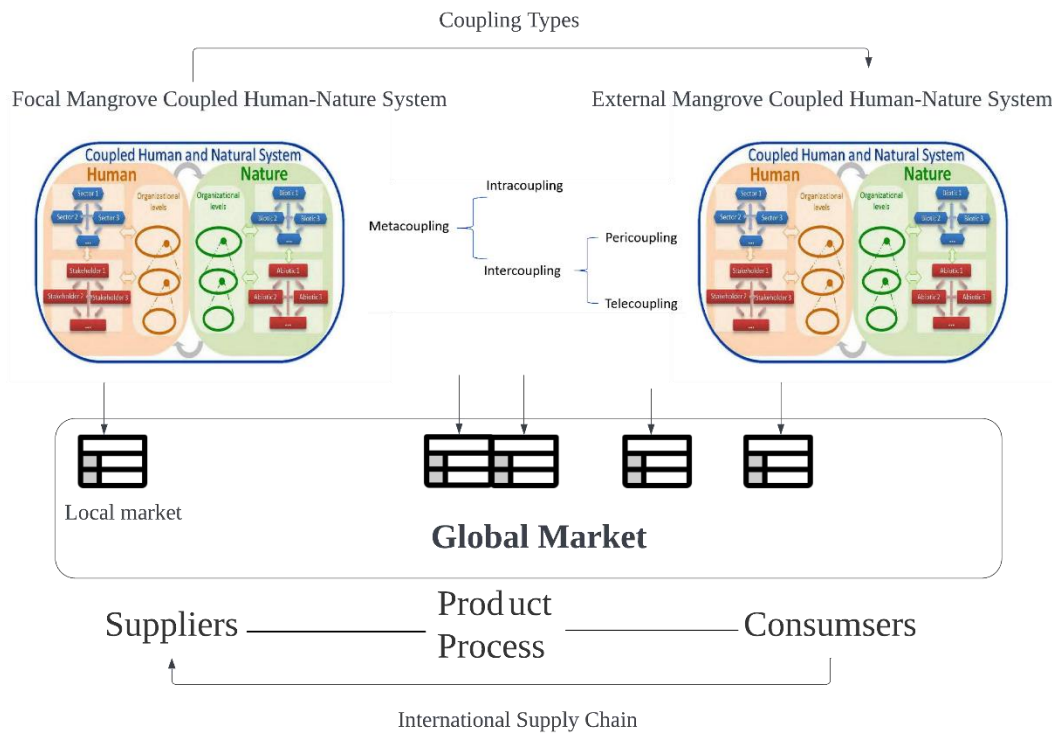 Coupling Types
Focal Mangrove Coupled Human-Nature System
External Mangrove Coupled Human-Nature System
Coupled Human and Natural System
Human
Nature
Sector 1
Sector 2
Sector 3
...
Organizational
levels
Organizational
levels
Biotic 1
Biotic 2
Biotic 3
...
Stakeholder 1
Stakeholder 2
Stakeholder 3
...
Abiotic 1
Abiotic 2
Abiotic 3
...
Metacoupling
Intracoupling
Intercoupling
Pericoupling
Telecoupling
Coupled Human and Natural System
Human
Nature
Sector 1
Sector 2
Sector 3
...
Organizational
levels
Organizational
levels
Biotic 1
Biotic 2
Biotic 3
...
Stakeholder 1
Stakeholder 2
Stakeholder 3
...
Abiotic 1
Abiotic 2
Abiotic 3
...
Local market
Global Market
Suppliers
Product
Process
Consumsers
International Supply Chain